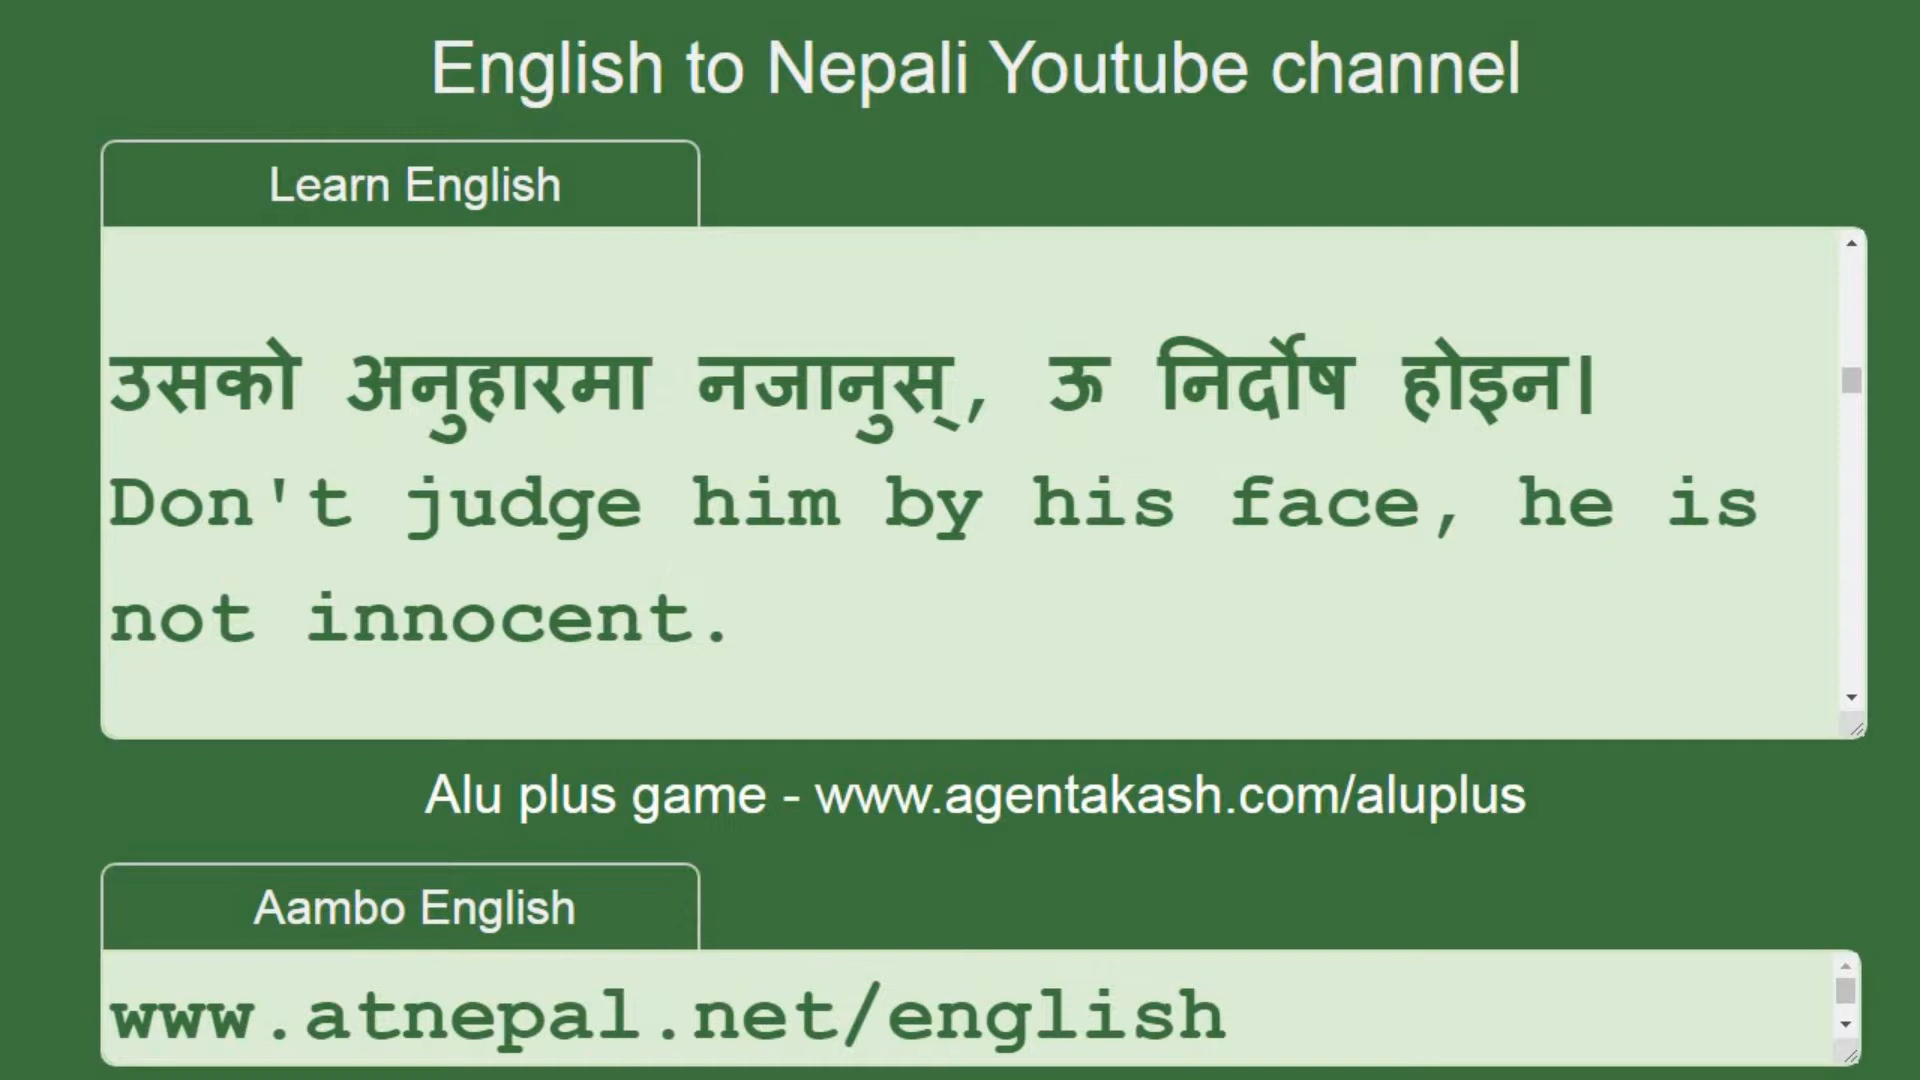 English to Nepali Youtube channel
Learn English
उसको अनुहारमा नजानुस्, ऊ निर्दोष होइन।
Don't judge him by his face, he is
not innocent.
Alu plus game - www.agentakash.com/aluplus
Aambo English
www.atnepal.net/english